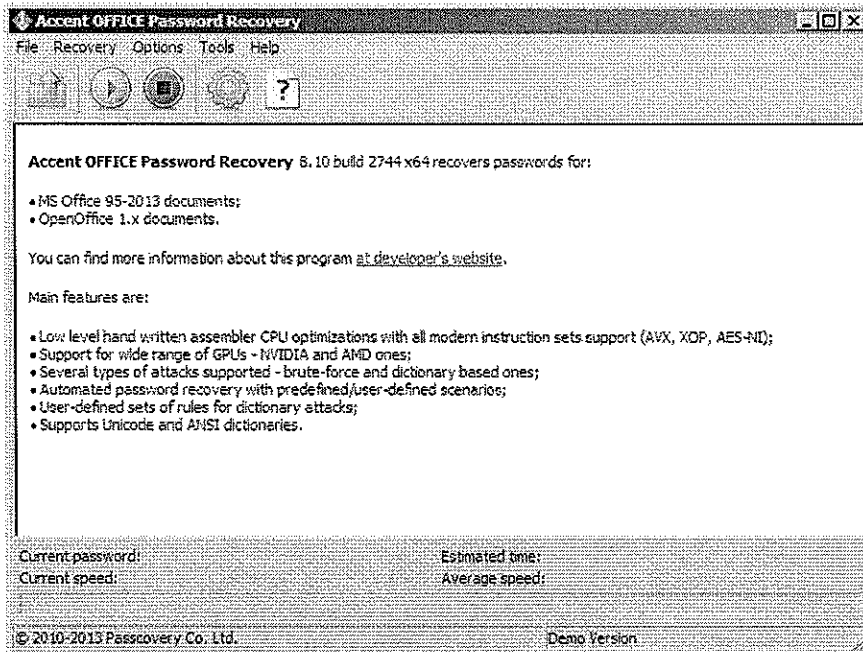 Accent OFFICE Password Recovery
File Recovery Options Tools Help
?
Accent OFFICE Password Recovery 8.10 build 2744 x64 recovers passwords for:
• MS Office 95-2013 documents;
• OpenOffice 1.x documents.
You can find more information about this program at developer's website.
Main features are:
• Low level hand written assembler CPU optimizations with all modern instruction sets support (AVX, XOP, AES-NI);
• Support for wide range of GPUs - NVIDIA and AMD ones;
• Several types of attacks supported - brute-force and dictionary based ones;
• Automated password recovery with predefined/user-defined scenarios;
• User-defined sets of rules for dictionary attacks;
• Supports Unicode and ANSI dictionaries.
Current password: Estimated time:
Current speed: Average speed:
© 2010-2013 Passcovery Co. Ltd. Demo Version